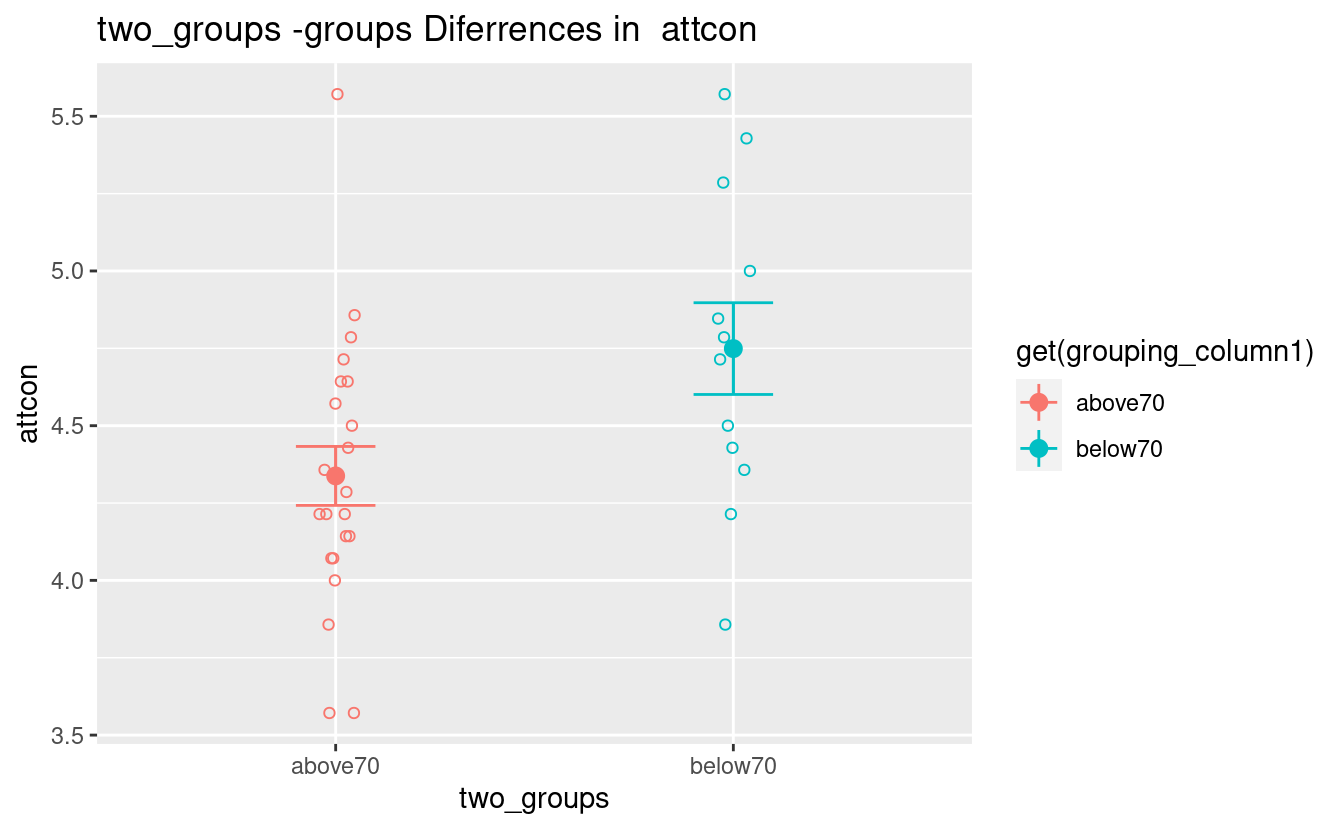 two_groups -groups Diferrences in  attcon
5.5
5.0
4.5
4.0
3.5
attcon
above70
below70
two_groups
get(grouping_column1)
above70
below70